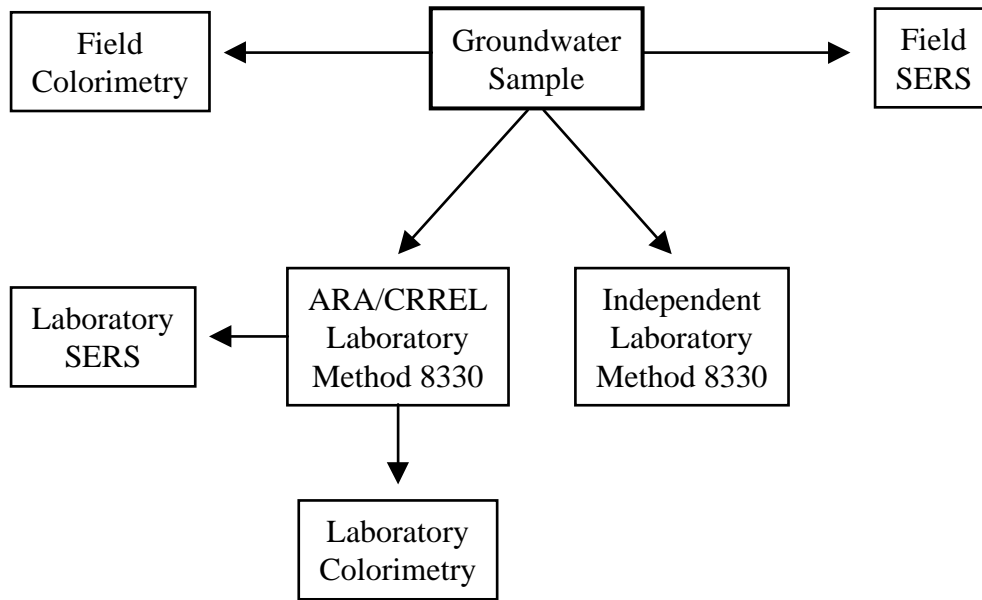 Field
Colorimetry
Groundwater
Sample
Field
SERS
Laboratory
SERS
ARA/CRREL
Laboratory
Method 8330
Independent
Laboratory
Method 8330
Laboratory
Colorimetry